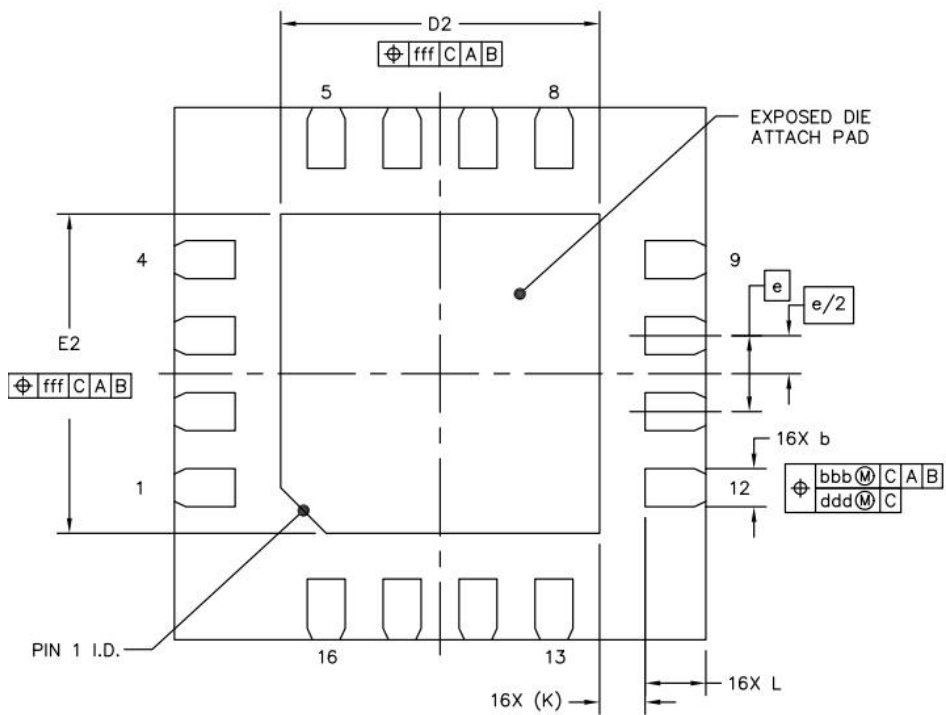 D2
⌖ fff C A B
5
8
EXPOSED DIE
ATTACH PAD
4
9
e
e/2
E2
⌖ fff C A B
16X b
1
12
⌖ bbb Ⓜ C A B
ddd Ⓜ C
PIN 1 I.D.
16
13
16X (K)
16X L